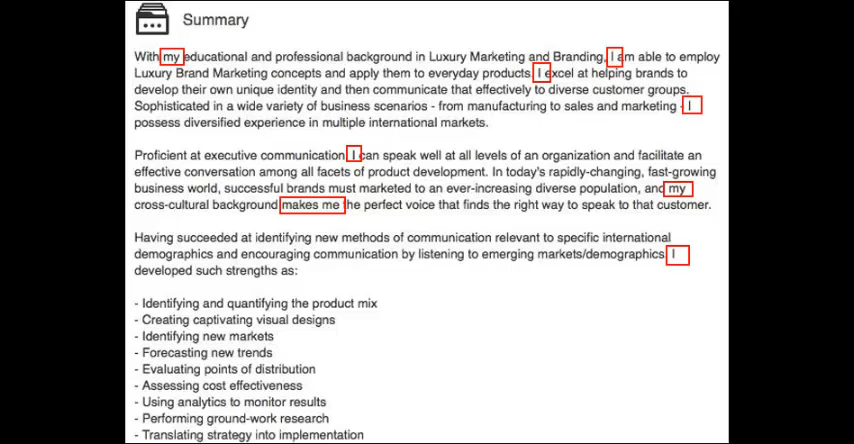 Summary
With my educational and professional background in Luxury Marketing and Branding, I am able to employ
Luxury Brand Marketing concepts and apply them to everyday products. I excel at helping brands to
develop their own unique identity and then communicate that effectively to diverse customer groups.
Sophisticated in a wide variety of business scenarios - from manufacturing to sales and marketing - I
possess diversified experience in multiple international markets.
Proficient at executive communication, I can speak well at all levels of an organization and facilitate an
effective conversation among all facets of product development. In today's rapidly-changing, fast-growing
business world, successful brands must marketed to an ever-increasing diverse population, and my
cross-cultural background makes me the perfect voice that finds the right way to speak to that customer.
Having succeeded at identifying new methods of communication relevant to specific international
demographics and encouraging communication by listening to emerging markets/demographics, I
developed such strengths as:
- Identifying and quantifying the product mix
- Creating captivating visual designs
- Identifying new markets
- Forecasting new trends
- Evaluating points of distribution
- Assessing cost effectiveness
- Using analytics to monitor results
- Performing ground-work research
- Translating strategy into implementation